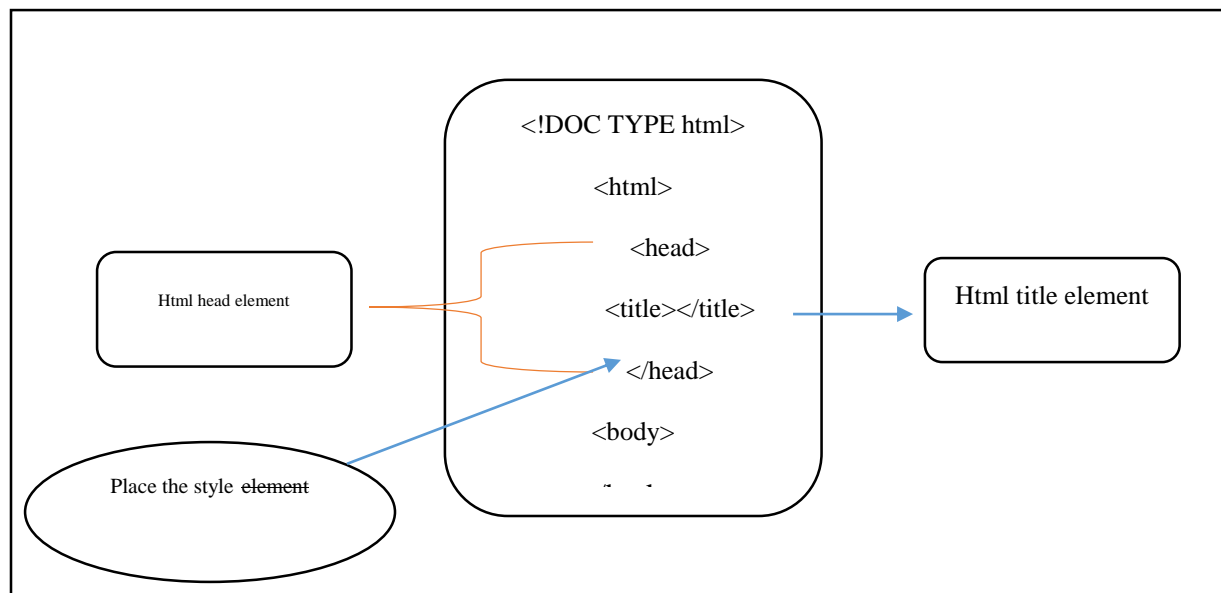 <!DOC TYPE html>
<html>
<head>
Html head element
<title></title>
Html title element
</head>
<body>
Place the style element